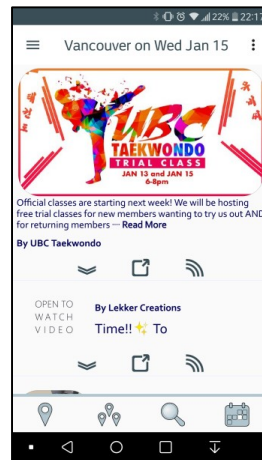 22% 22:17
Vancouver on Wed Jan 15
UBC
TAEKWONDO
TRIAL CLASS
JAN 13 and JAN 15
6-8pm
Official classes are starting next week! We will be hosting
free trial classes for new members wanting to try us out AND
for returning members — Read More
By UBC Taekwondo
OPEN TO
WATCH
VIDEO
By Lekker Creations
Time!!✨ To